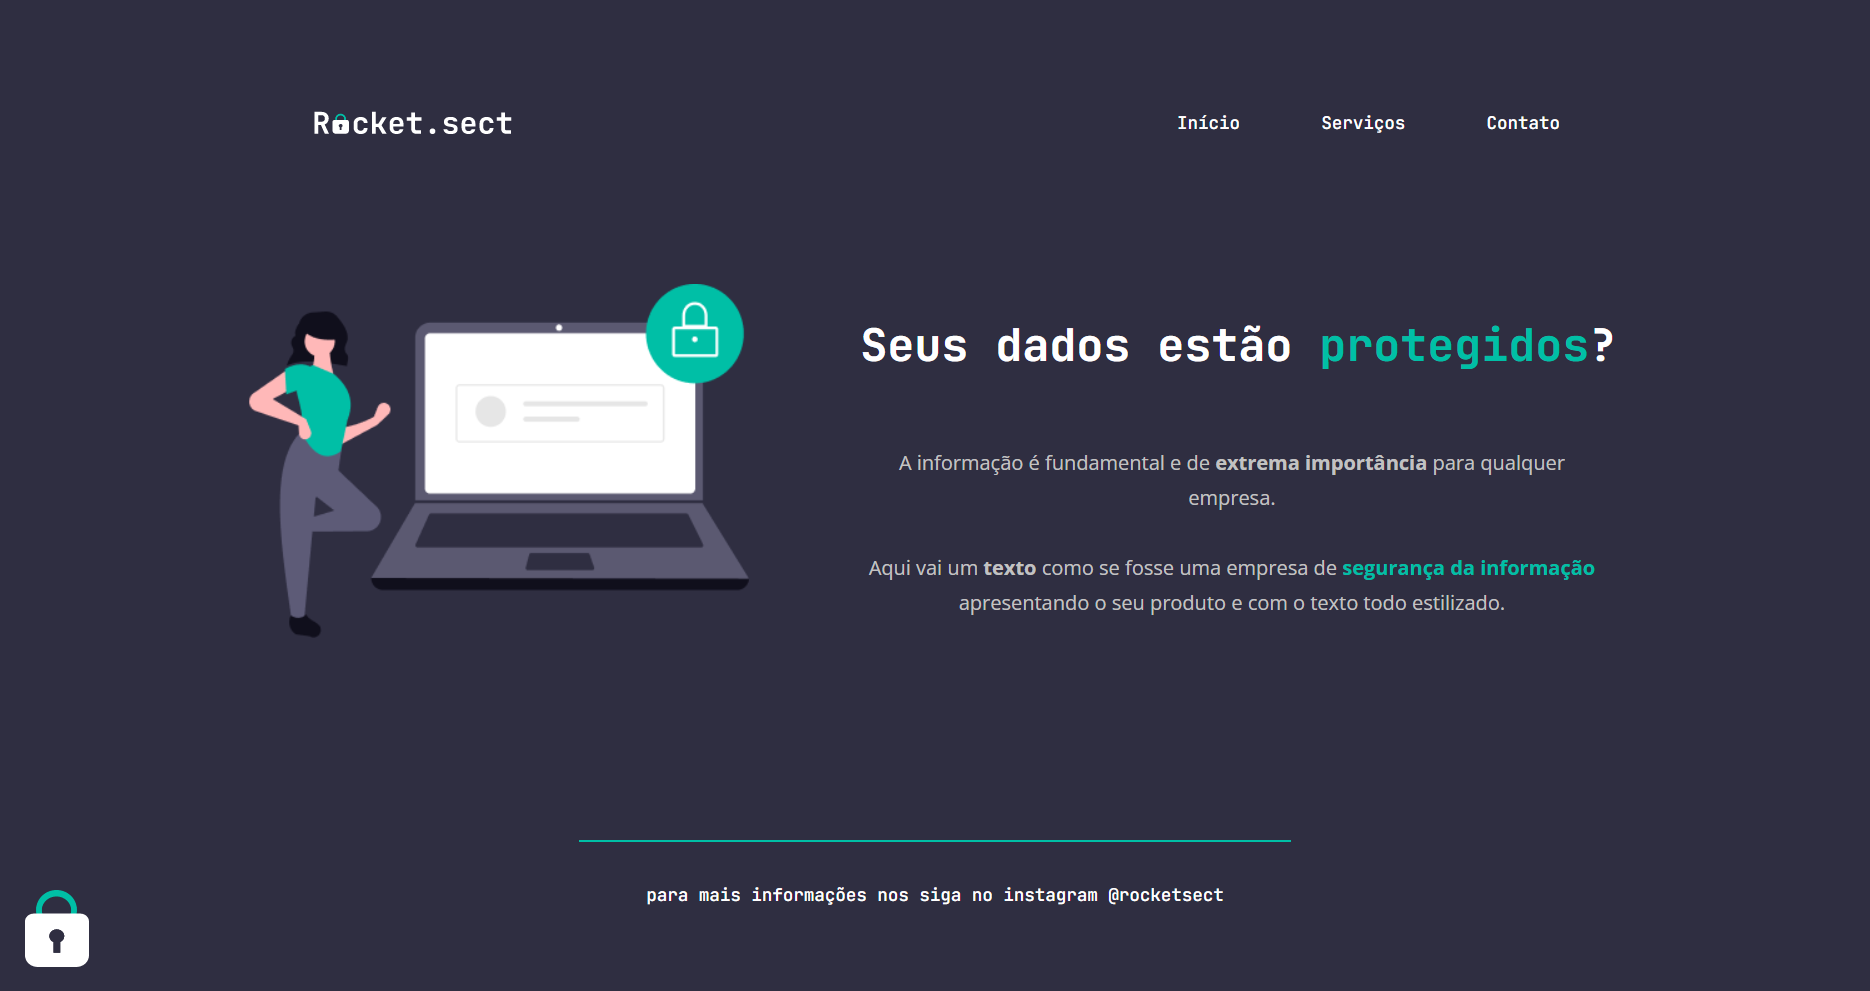 Rocket.sect
Início
Serviços
Contato
Seus dados estão protegidos?
A informação é fundamental e de extrema importância para qualquer
empresa.
Aqui vai um texto como se fosse uma empresa de segurança da informação
apresentando o seu produto e com o texto todo estilizado.
para mais informações nos siga no instagram @rocketsect